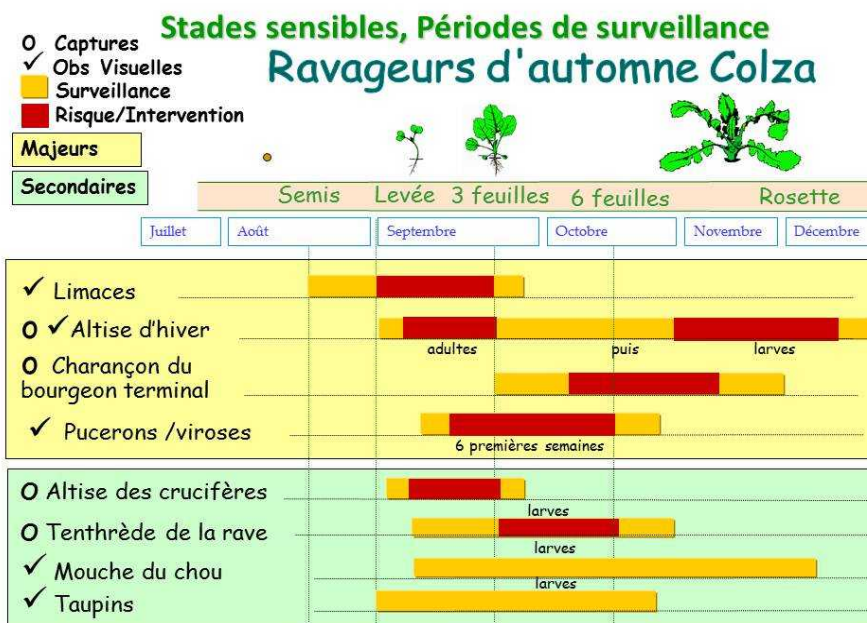 Stades sensibles, Périodes de surveillance
Ravageurs d'automne Colza
O Captures
✓ Obs Visuelles
Surveillance
Risque/Intervention
Majeurs
Secondaires
Semis Levée 3 feuilles 6 feuilles Rosette
Juillet Août Septembre Octobre Novembre Décembre
✓ Limaces
O ✓ Altise d'hiver
adultes puis larves
O Charançon du
bourgeon terminal
✓ Pucerons /viroses
6 premières semaines
O Altise des crucifères
larves
O Tenthrède de la rave
larves
✓ Mouche du chou
larves
✓ Taupins